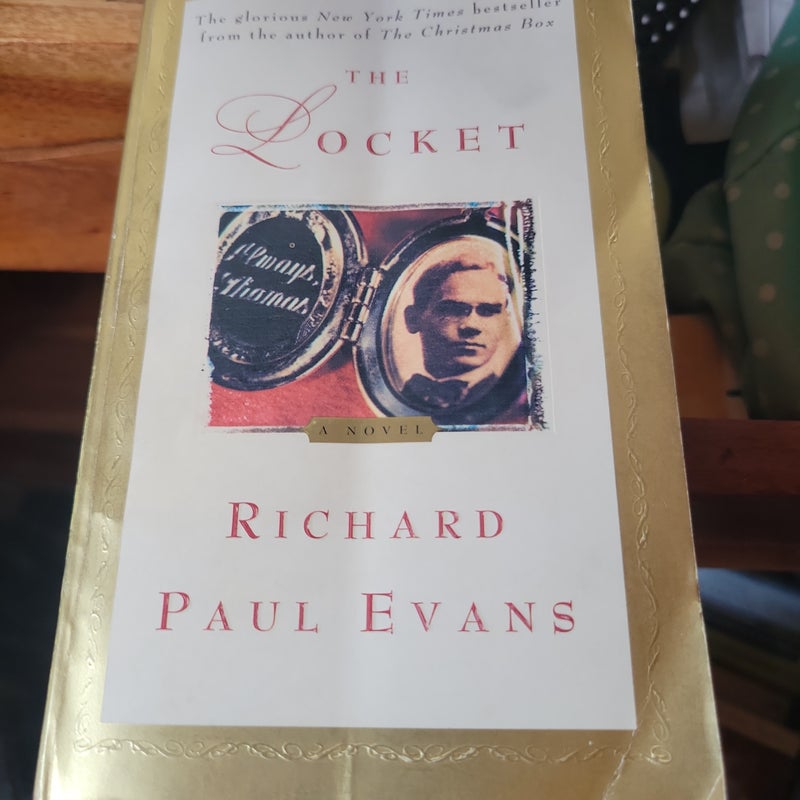 The glorious New York Times bestseller
from the author of The Christmas Box
THE
LOCKET
Always,
Thomas
A NOVEL
RICHARD
PAUL EVANS